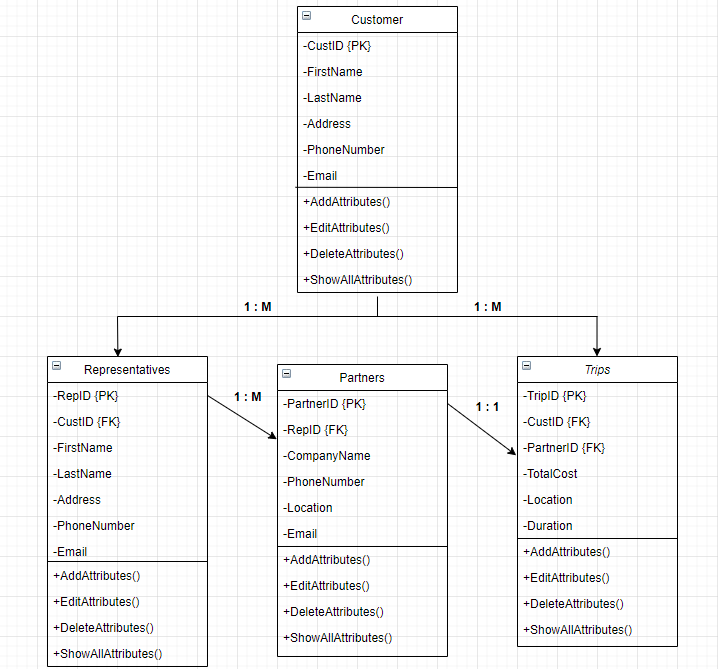 Customer
-CustID {PK}
-FirstName
-LastName
-Address
-PhoneNumber
-Email
+AddAttributes()
+EditAttributes()
+DeleteAttributes()
+ShowAllAttributes()
1 : M
1 : M
Representatives
-RepID {PK}
-CustID {FK}
-FirstName
-LastName
-Address
-PhoneNumber
-Email
+AddAttributes()
+EditAttributes()
+DeleteAttributes()
+ShowAllAttributes()
1 : M
Partners
-PartnerID {PK}
-RepID {FK}
-CompanyName
-PhoneNumber
-Location
-Email
+AddAttributes()
+EditAttributes()
+DeleteAttributes()
+ShowAllAttributes()
1 : 1
Trips
-TripID {PK}
-CustID {FK}
-PartnerID {FK}
-TotalCost
-Location
-Duration
+AddAttributes()
+EditAttributes()
+DeleteAttributes()
+ShowAllAttributes()